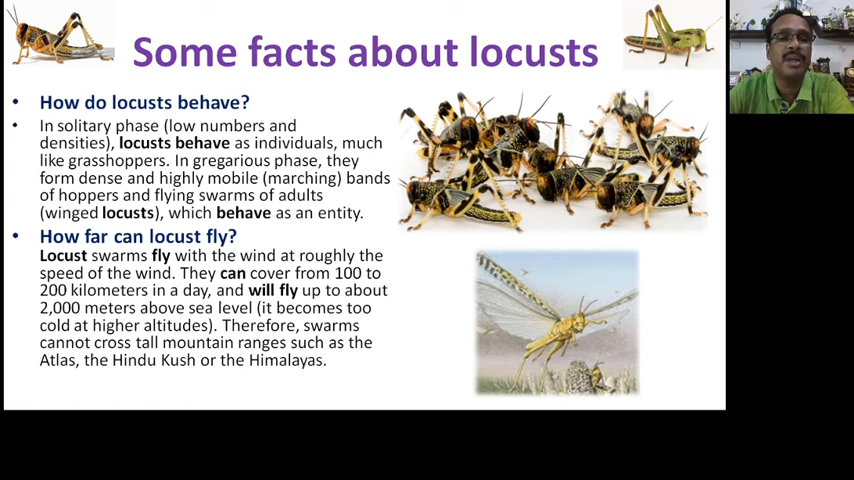 Some facts about locusts
• How do locusts behave?
• In solitary phase (low numbers and
densities), locusts behave as individuals, much
like grasshoppers. In gregarious phase, they
form dense and highly mobile (marching) bands
of hoppers and flying swarms of adults
(winged locusts), which behave as an entity.
• How far can locust fly?
Locust swarms fly with the wind at roughly the
speed of the wind. They can cover from 100 to
200 kilometers in a day, and will fly up to about
2,000 meters above sea level (it becomes too
cold at higher altitudes). Therefore, swarms
cannot cross tall mountain ranges such as the
Atlas, the Hindu Kush or the Himalayas.